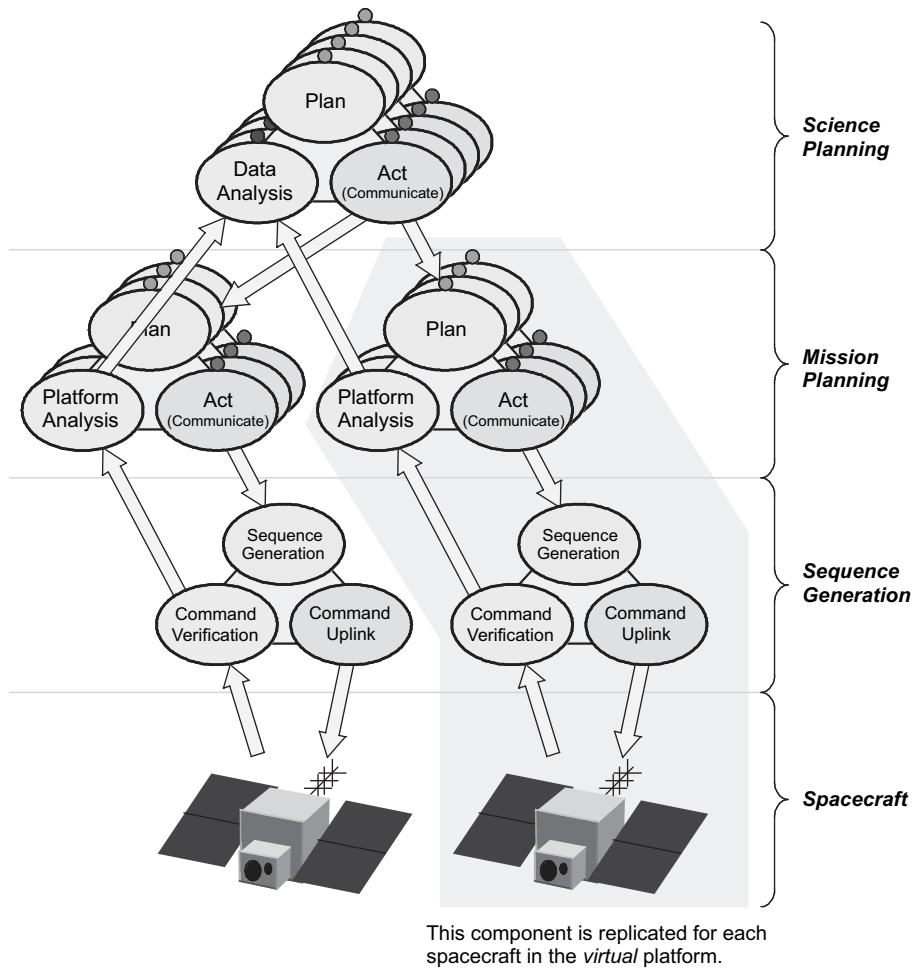 Plan
Data
Analysis
Act
(Communicate)
Science
Planning
Plan
Platform
Analysis
Act
(Communicate)
Plan
Platform
Analysis
Act
(Communicate)
Mission
Planning
Sequence
Generation
Command
Verification
Command
Uplink
Sequence
Generation
Command
Verification
Command
Uplink
Sequence
Generation
Spacecraft
This component is replicated for each
spacecraft in the virtual platform.